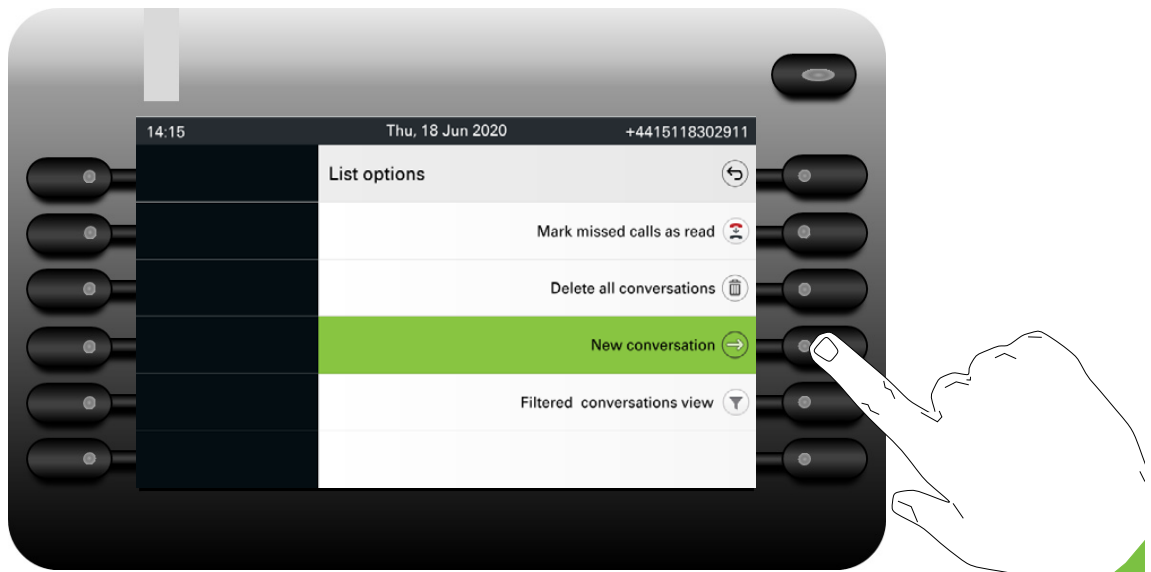 14:15 Thu, 18 Jun 2020 +4415118302911
List options
Mark missed calls as read
Delete all conversations
New conversation
Filtered conversations view